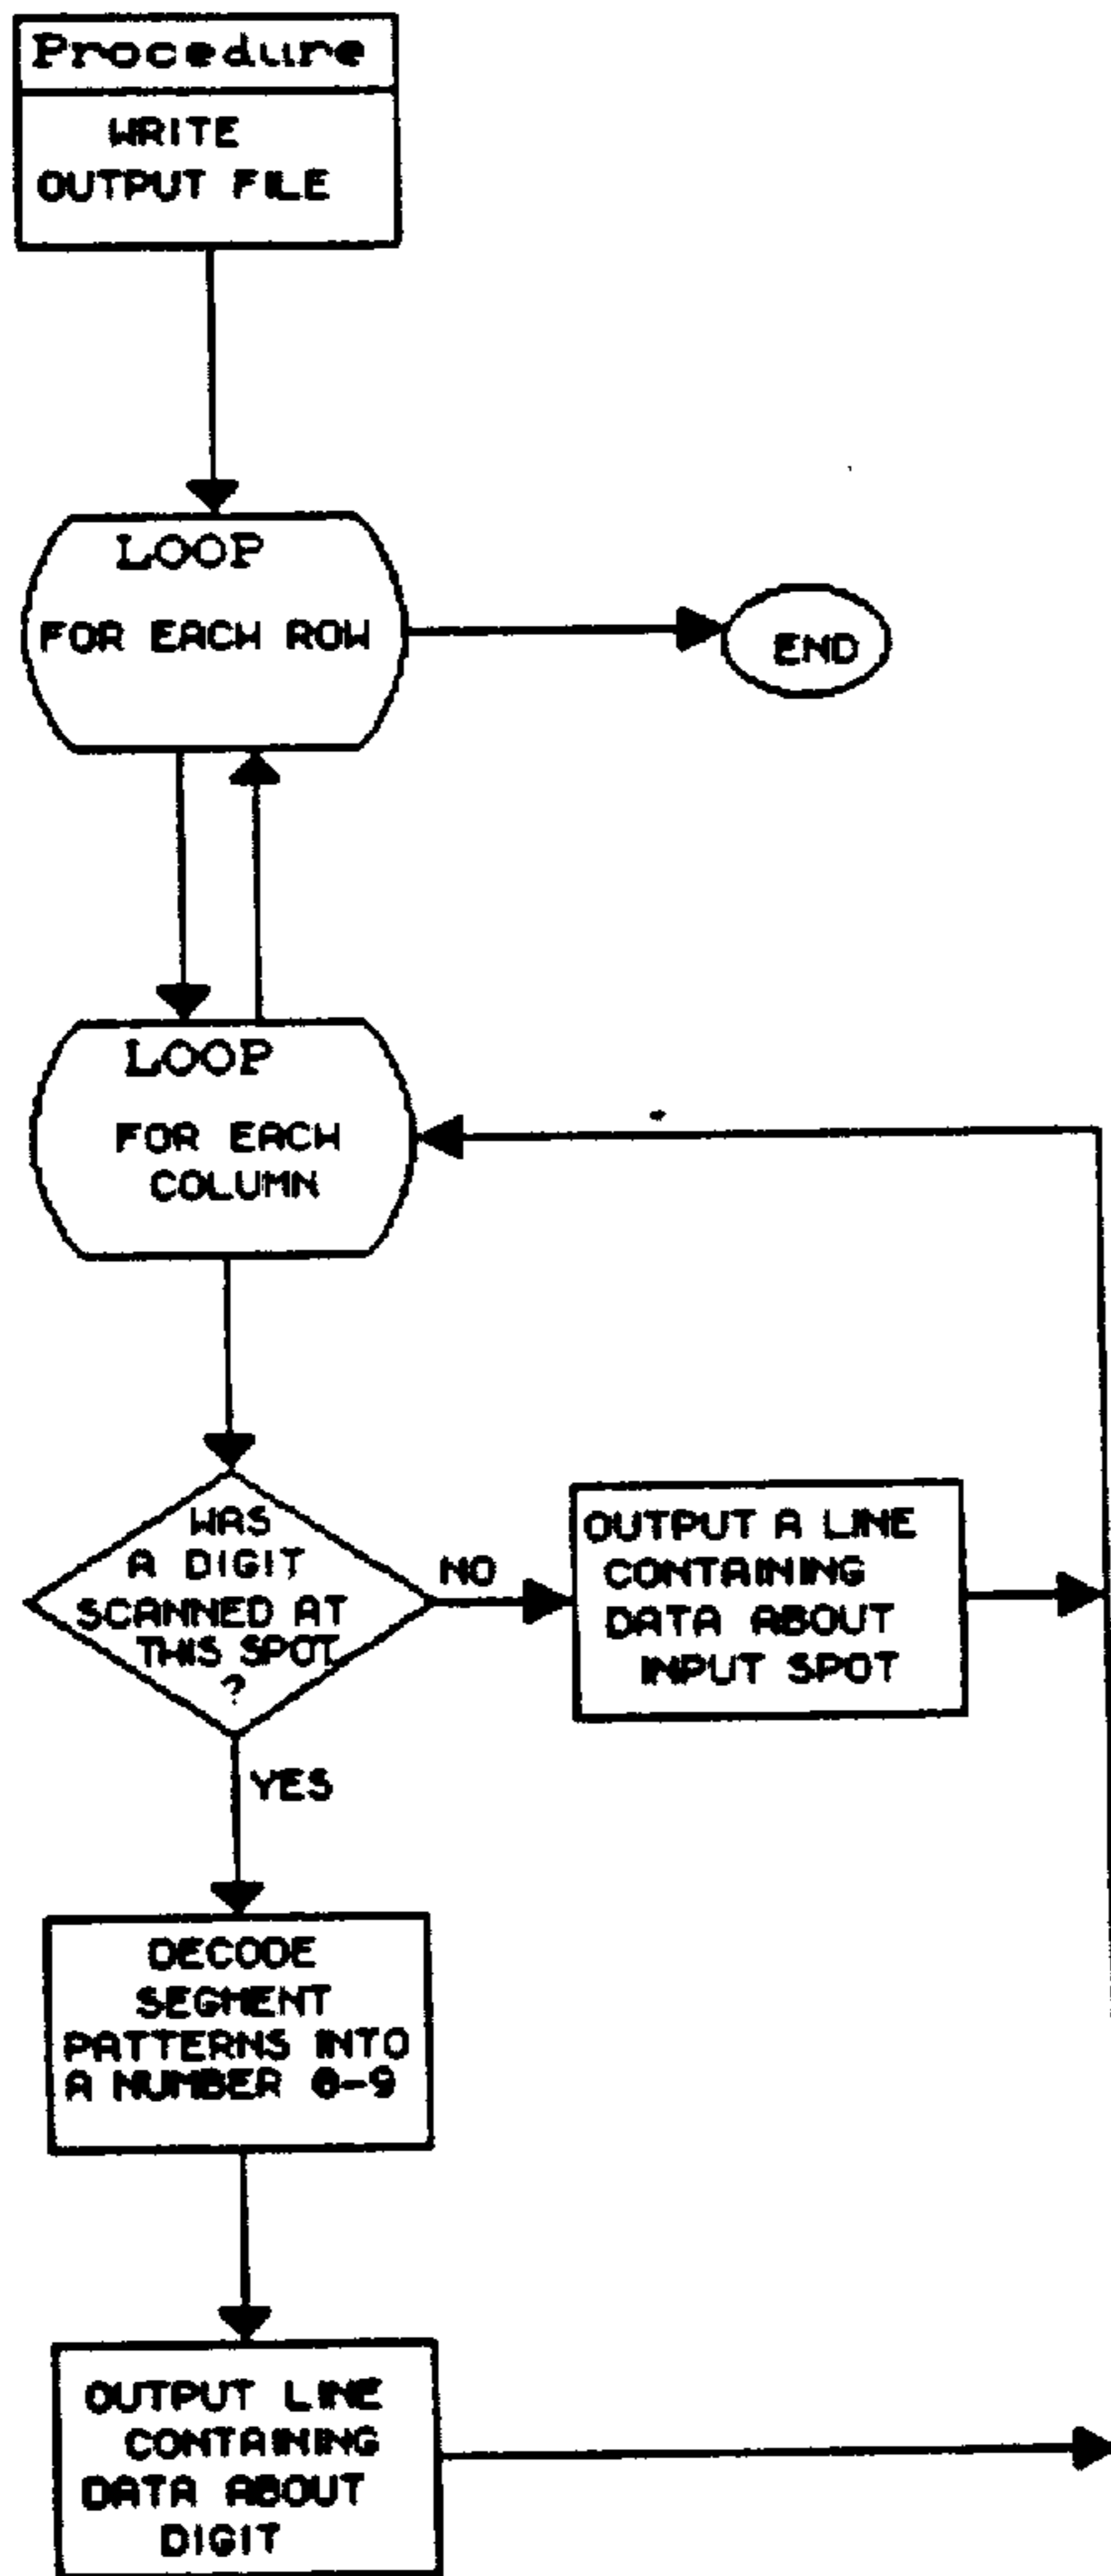 Procedure
WRITE
OUTPUT FILE
LOOP
FOR EACH ROW
END
LOOP
FOR EACH
COLUMN
WAS
A DIGIT
SCANNED AT
THIS SPOT
?
NO
OUTPUT A LINE
CONTAINING
DATA ABOUT
INPUT SPOT
YES
DECODE
SEGMENT
PATTERNS INTO
A NUMBER 0-9
OUTPUT LINE
CONTAINING
DATA ABOUT
DIGIT